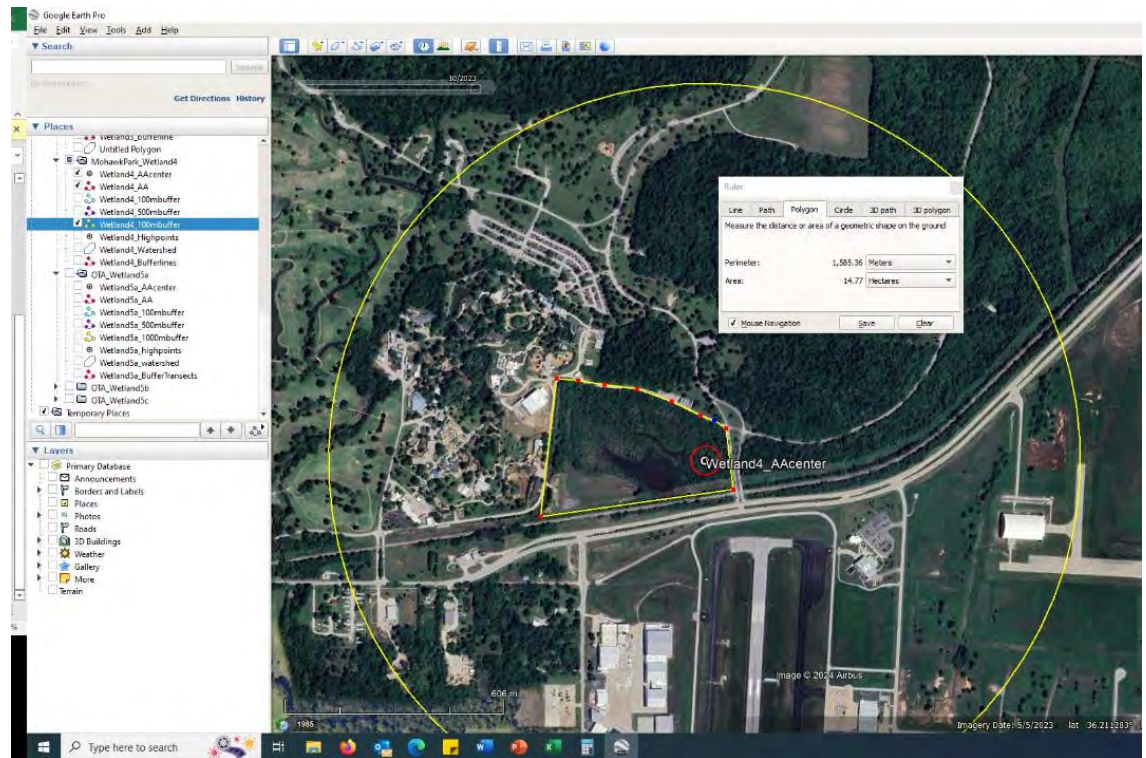 Google Earth Pro
File Edit View Tools Add Help
▼ Search
Search
Get Directions History
▼ Places
Wetland5_bufferline
Untitled Polygon
MohawkPark_Wetland4
Wetland4_AAcenter
Wetland4_AA
Wetland4_100mbuffer
Wetland4_500mbuffer
Wetland4_100mbuffer
Wetland4_Highpoints
Wetland4_Watershed
Wetland4_Bufferlines
OTA_Wetland5a
Wetland5a_AAcenter
Wetland5a_AA
Wetland5a_100mbuffer
Wetland5a_500mbuffer
Wetland5a_1000mbuffer
Wetland5a_highpoints
Wetland5a_watershed
Wetland5a_BufferTransects
OTA_Wetland5b
OTA_Wetland5c
Temporary Places
▼ Layers
Primary Database
Announcements
Borders and Labels
Places
Photos
Roads
3D Buildings
Weather
Gallery
More
Terrain
10/2023
Ruler
Line Path Polygon Circle 3D path 3D polygon
Measure the distance or area of a geometric shape on the ground
Perimeter: 1,585.36 Meters
Area: 14.77 Hectares
Mouse Navigation Save Clear
Wetland4_AAcenter
Image © 2024 Airbus
606 m
1985
Imagery Date: 5/5/2023 lat 36.211283°
Type here to search